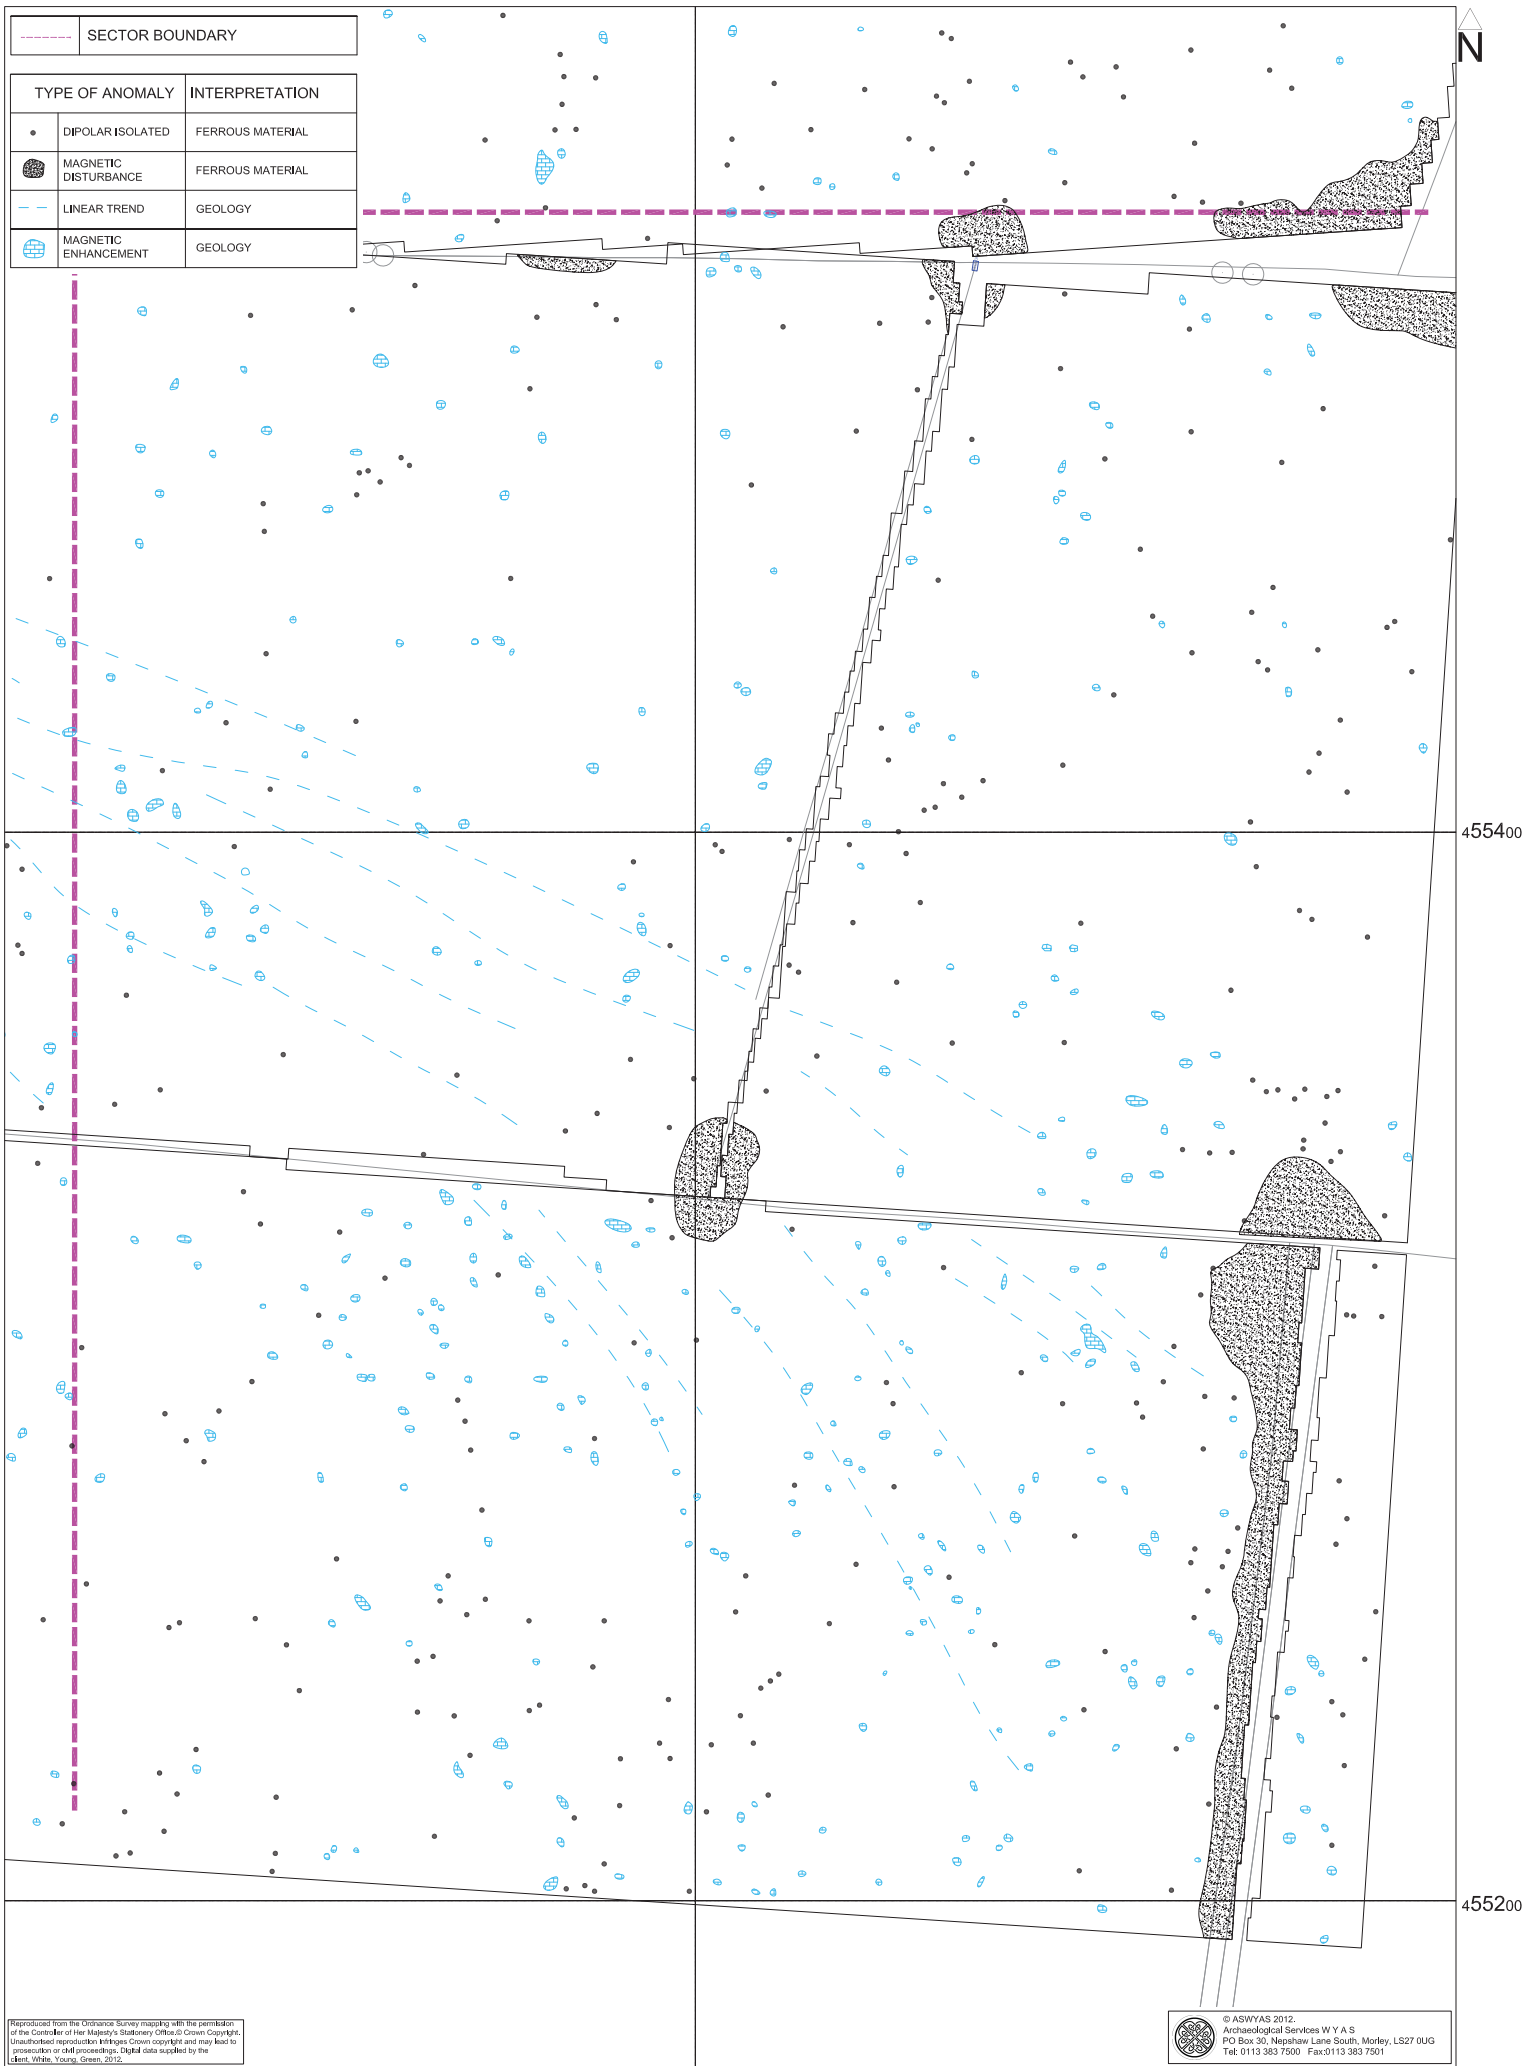 SECTOR BOUNDARY
N
TYPE OF ANOMALY INTERPRETATION
DIPOLAR ISOLATED FERROUS MATERIAL
MAGNETIC
DISTURBANCE FERROUS MATERIAL
LINEAR TREND GEOLOGY
MAGNETIC
ENHANCEMENT GEOLOGY
455400
455200
Reproduced from the Ordnance Survey mapping with the permission
of the Controller of Her Majesty's Stationery Office.© Crown Copyright.
Unauthorised reproduction infringes Crown copyright and may lead to
prosecution or civil proceedings. Digital data supplied by the
client, White, Young, Green, 2012.
© ASWYAS 2012.
Archaeological Services W Y A S
PO Box 30, Nepshaw Lane South, Morley, LS27 0UG
Tel: 0113 383 7500 Fax:0113 383 7501